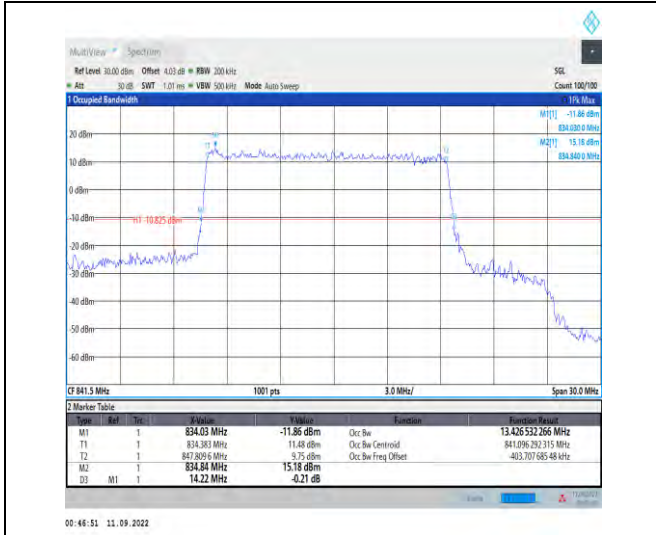 MultiView Spectrum
Ref Level 30.00 dBm Offset 4.03 dB RBW 200 kHz SGL
Att 30 dB SWT 1.01 ms VBW 500 kHz Mode Auto Sweep Count 100/100
1 Occupied Bandwidth 1Pk Max
M1[1] -11.86 dBm
834.030 0 MHz
M2[1] 15.18 dBm
834.840 0 MHz
20 dBm
10 dBm
0 dBm
-10 dBm
H1 -10.825 dBm
-20 dBm
-30 dBm
-40 dBm
-50 dBm
-60 dBm
CF 841.5 MHz 1001 pts 3.0 MHz/ Span 30.0 MHz
2 Marker Table
Type Ref Trc X-Value Y-Value Function Function Result
M1 1 834.03 MHz -11.86 dBm Occ Bw 13.426 532 266 MHz
T1 1 834.383 MHz 11.48 dBm Occ Bw Centroid 841.096 292 315 MHz
T2 1 847.809 6 MHz 9.75 dBm Occ Bw Freq Offset -403.707 685 48 kHz
M2 1 834.84 MHz 15.18 dBm
D3 M1 1 14.22 MHz -0.21 dB
00:46:51 11.09.2022